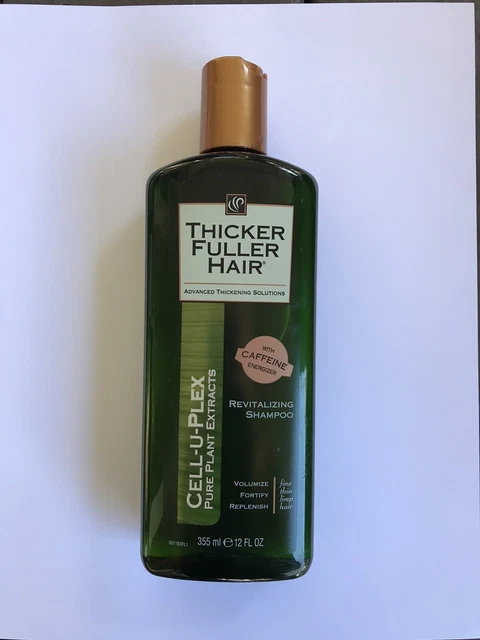 THICKER
FULLER
HAIR®
ADVANCED THICKENING SOLUTIONS
WITH
CAFFEINE
ENERGIZER
CELL-U-PLEX
PURE PLANT EXTRACTS
REVITALIZING
SHAMPOO
VOLUMIZE
FORTIFY
REPLENISH
fine
thin
limp
hair
355 ml ℮ 12 FL OZ